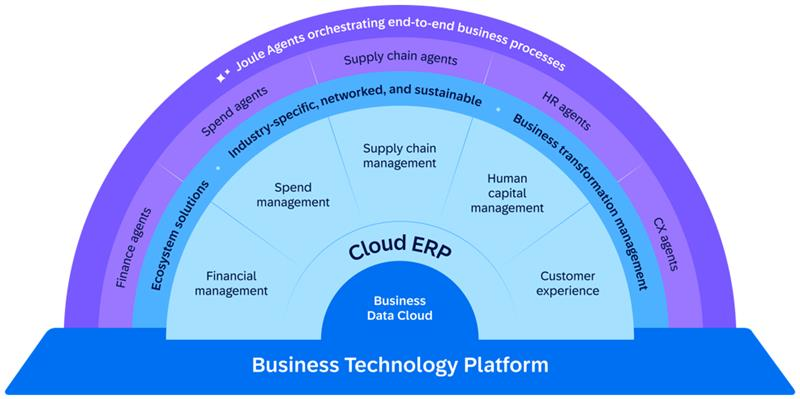 Joule Agents orchestrating end-to-end business processes
Finance agents
Spend agents
Supply chain agents
HR agents
CX agents
Ecosystem solutions
Industry-specific, networked, and sustainable
Business transformation management
Financial
management
Spend
management
Supply chain
management
Human
capital
management
Customer
experience
Cloud ERP
Business
Data Cloud
Business Technology Platform